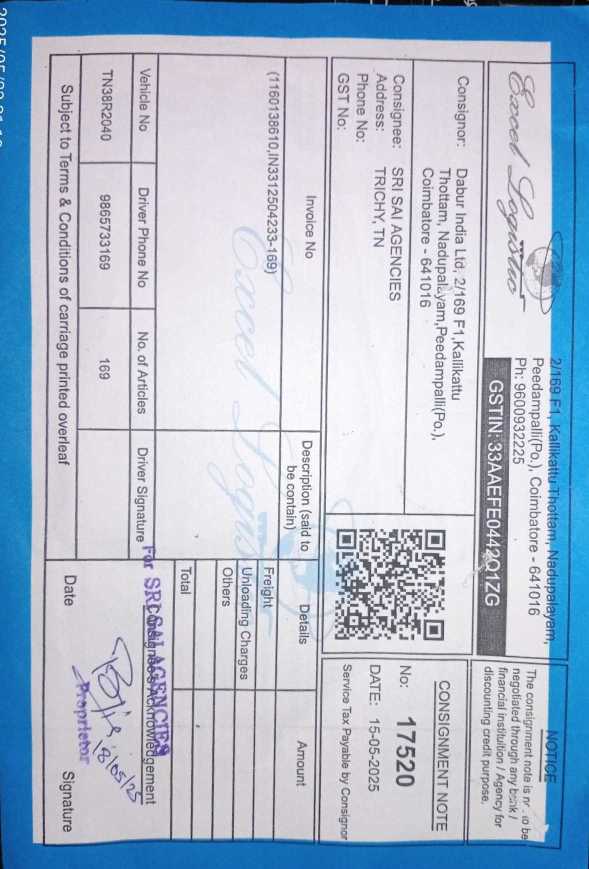 Excel Logistics
2/169 F1, Kallikattu Thottam, Nadupalayam,
Peedampalli(Po.), Coimbatore - 641016
Ph: 9600932225
GSTIN: 33AAEFE0442Q1ZG
NOTICE
The consignment note is to be
negotiated through any bank /
financial institution / Agency for
discounting credit purpose.
Consignor: Dabur India Ltd, 2/169 F1,Kallikattu
Thottam, Nadupalayam,Peedampalli(Po.),
Coimbatore - 641016
Consignee: SRI SAI AGENCIES
Address: TRICHY, TN
Phone No:
GST No:
CONSIGNMENT NOTE
No: 17520
DATE: 15-05-2025
Service Tax Payable by Consignor
Invoice No
Description (said to
be contain)
Details
Amount
(1160138610,IN3312504233-169)
Excel Logis
Freight
Unloading Charges
Others
Total
Vehicle No
Driver Phone No
No. of Articles
Driver Signature
TN38R2040
9865733169
169
For SRI SAI AGENCIES
Consignee's Acknowledgement
18/05/25
Proprietor
Date
Signature
Subject to Terms & Conditions of carriage printed overleaf